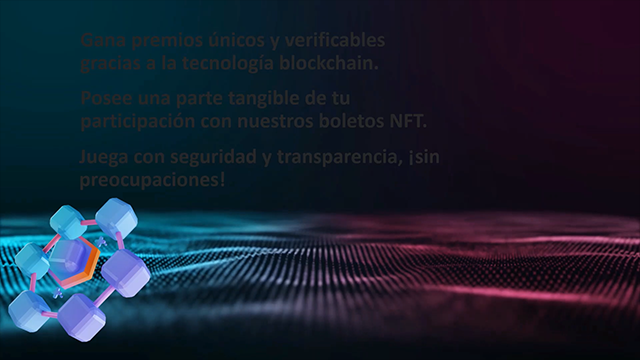 Gana premios únicos y verificables
gracias a la tecnología blockchain.
Posee una parte tangible de tu
participación con nuestros boletos NFT.
Juega con seguridad y transparencia, ¡sin
preocupaciones!